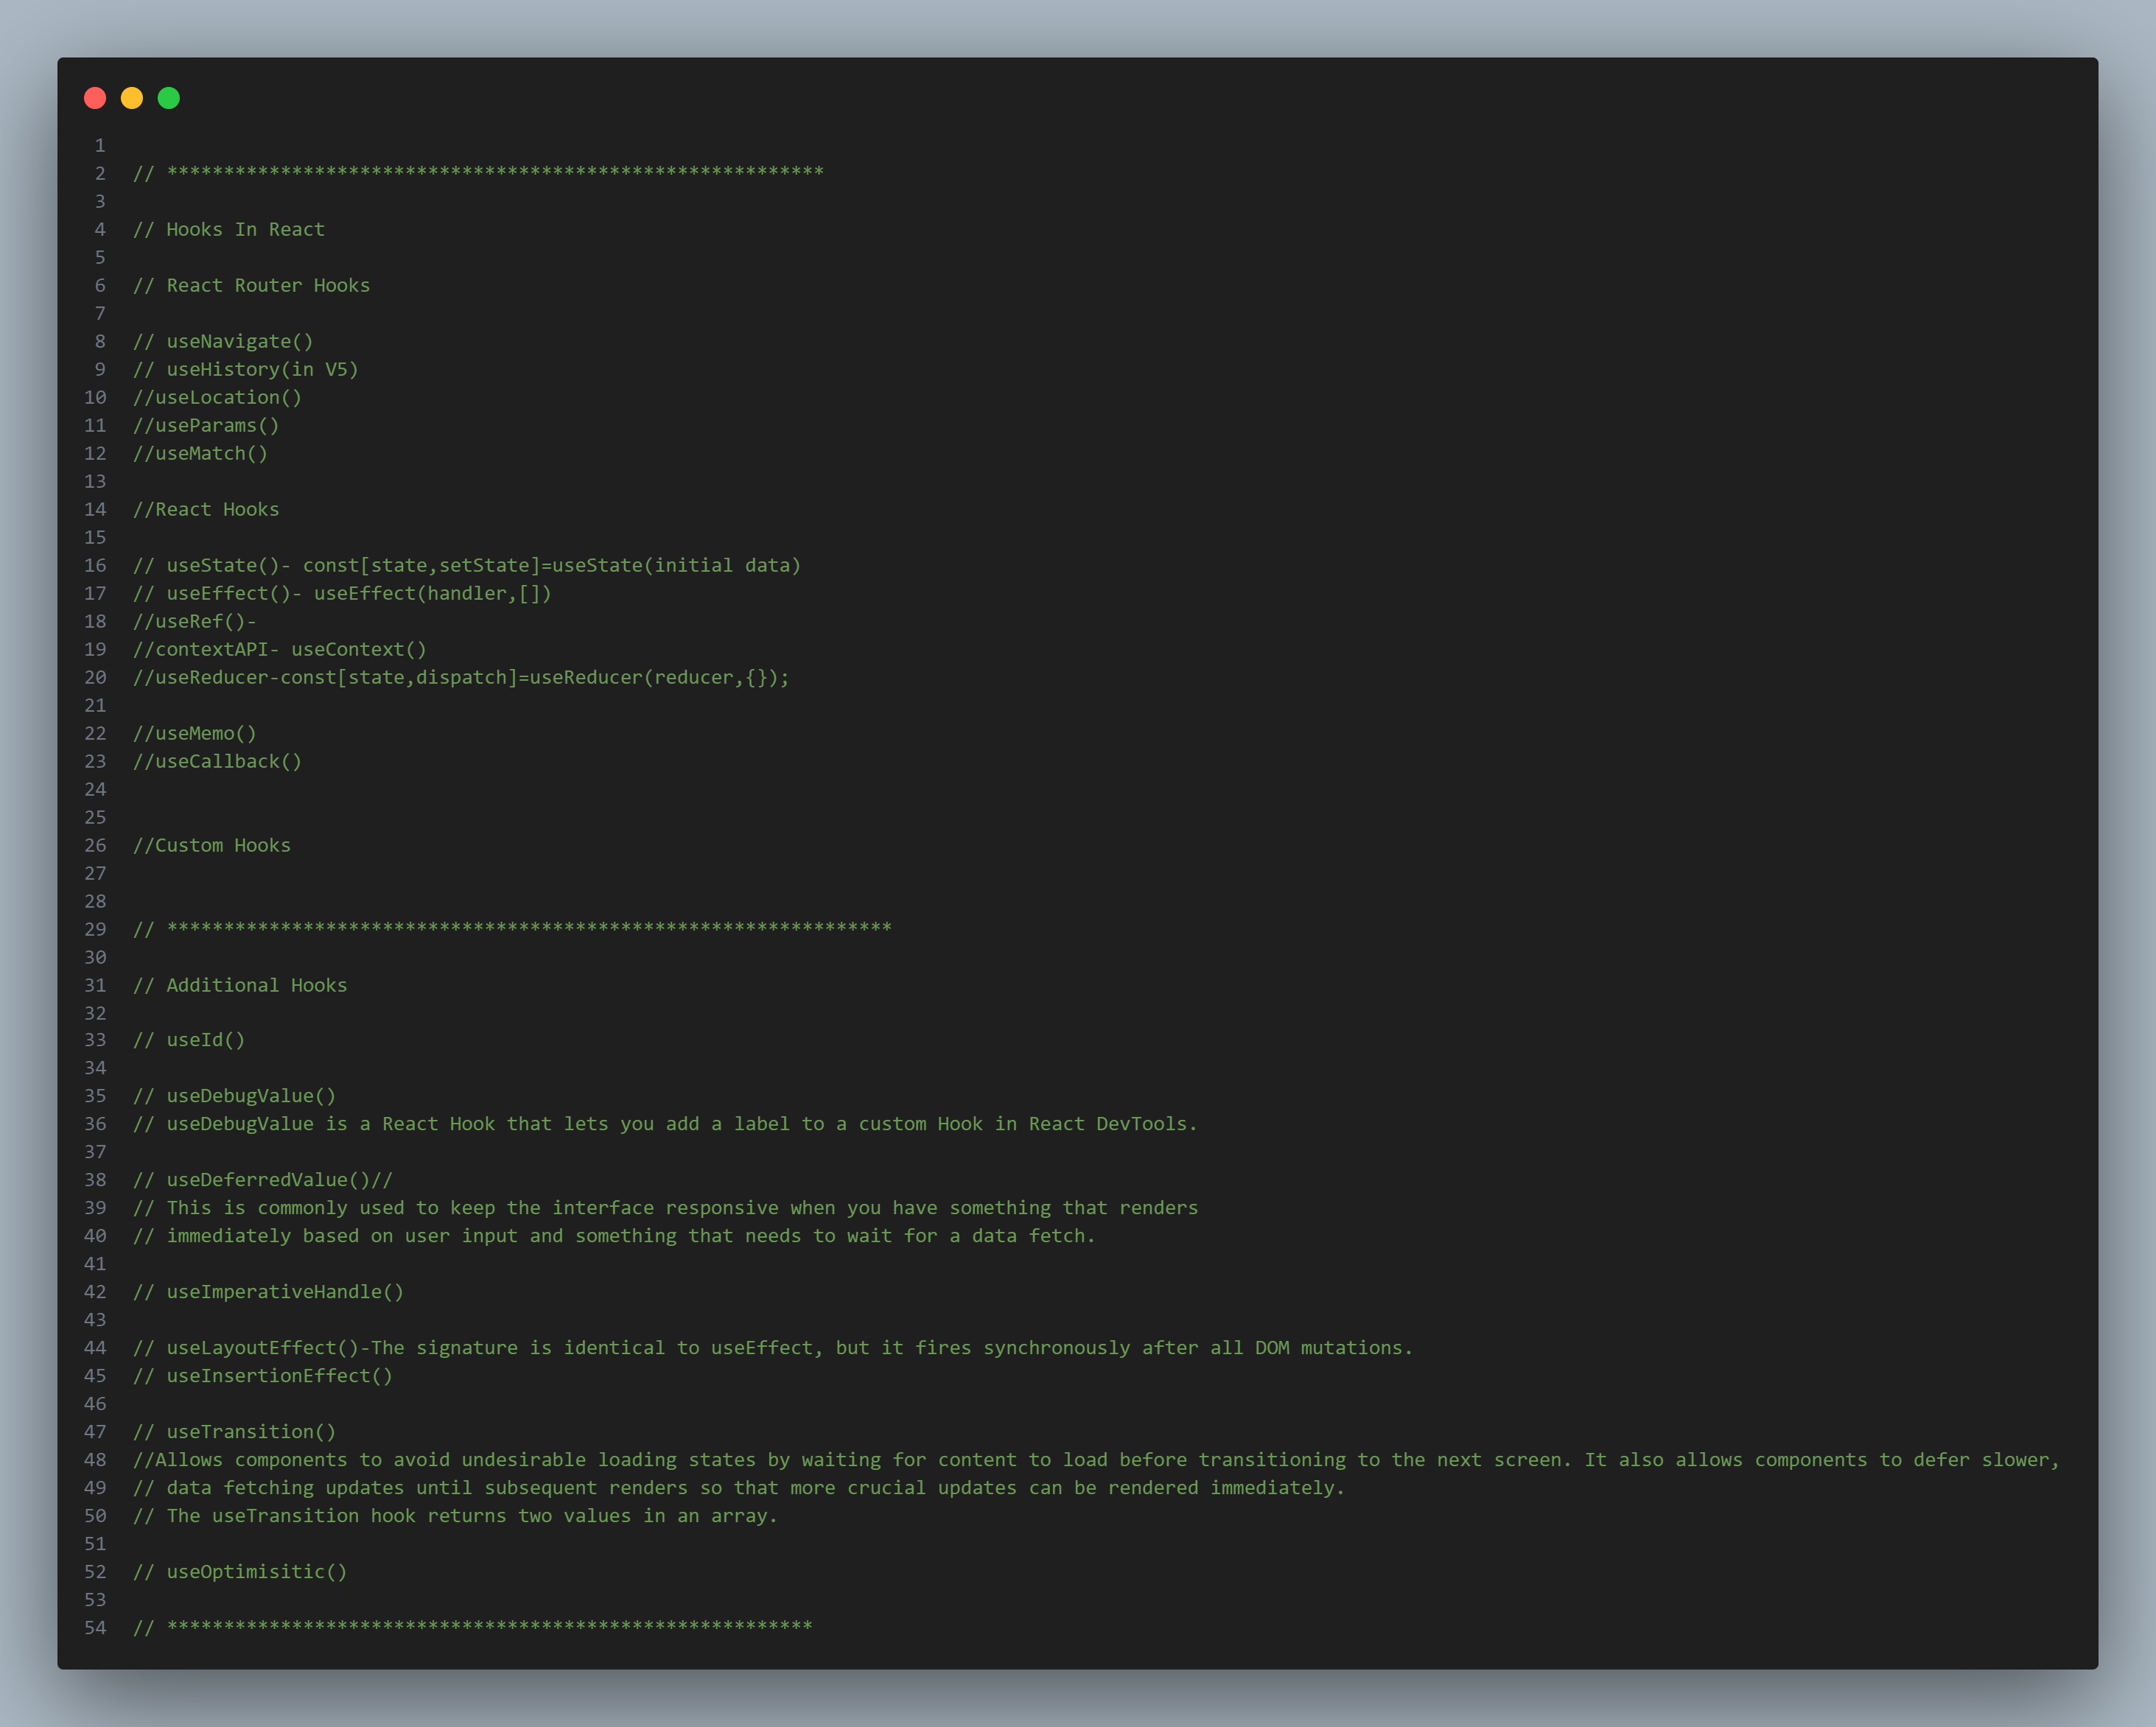 1
2 // **********************************************************
3
4 // Hooks In React
5
6 // React Router Hooks
7
8 // useNavigate()
9 // useHistory(in V5)
10 //useLocation()
11 //useParams()
12 //useMatch()
13
14 //React Hooks
15
16 // useState()- const[state,setState]=useState(initial data)
17 // useEffect()- useEffect(handler,[])
18 //useRef()-
19 //contextAPI- useContext()
20 //useReducer-const[state,dispatch]=useReducer(reducer,{});
21
22 //useMemo()
23 //useCallback()
24
25
26 //Custom Hooks
27
28
29 // ****************************************************************
30
31 // Additional Hooks
32
33 // useId()
34
35 // useDebugValue()
36 // useDebugValue is a React Hook that lets you add a label to a custom Hook in React DevTools.
37
38 // useDeferredValue()//
39 // This is commonly used to keep the interface responsive when you have something that renders
40 // immediately based on user input and something that needs to wait for a data fetch.
41
42 // useImperativeHandle()
43
44 // useLayoutEffect()-The signature is identical to useEffect, but it fires synchronously after all DOM mutations.
45 // useInsertionEffect()
46
47 // useTransition()
48 //Allows components to avoid undesirable loading states by waiting for content to load before transitioning to the next screen. It also allows components to defer slower,
49 // data fetching updates until subsequent renders so that more crucial updates can be rendered immediately.
50 // The useTransition hook returns two values in an array.
51
52 // useOptimisitic()
53
54 // *********************************************************